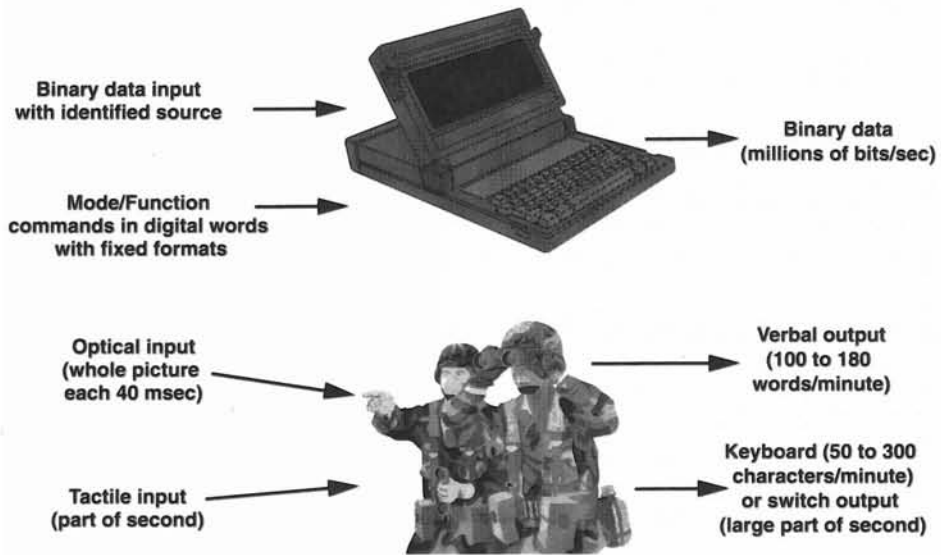 Binary data input
with identified source
Binary data
(millions of bits/sec)
Mode/Function
commands in digital words
with fixed formats
Optical input
(whole picture
each 40 msec)
Verbal output
(100 to 180
words/minute)
Tactile input
(part of second)
Keyboard (50 to 300
characters/minute)
or switch output
(large part of second)